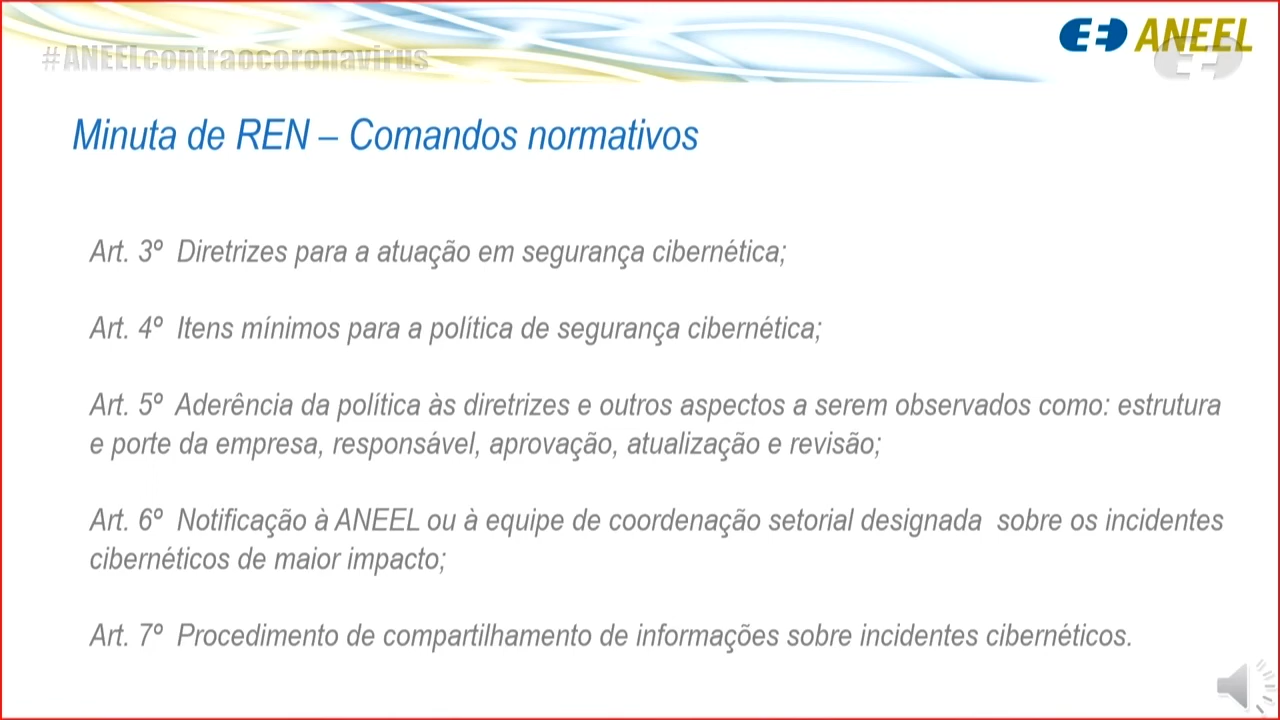 #ANEELcontraocoronavirus
ANEEL
Minuta de REN – Comandos normativos
Art. 3º Diretrizes para a atuação em segurança cibernética;
Art. 4º Itens mínimos para a política de segurança cibernética;
Art. 5º Aderência da política às diretrizes e outros aspectos a serem observados como: estrutura
e porte da empresa, responsável, aprovação, atualização e revisão;
Art. 6º Notificação à ANEEL ou à equipe de coordenação setorial designada sobre os incidentes
cibernéticos de maior impacto;
Art. 7º Procedimento de compartilhamento de informações sobre incidentes cibernéticos.